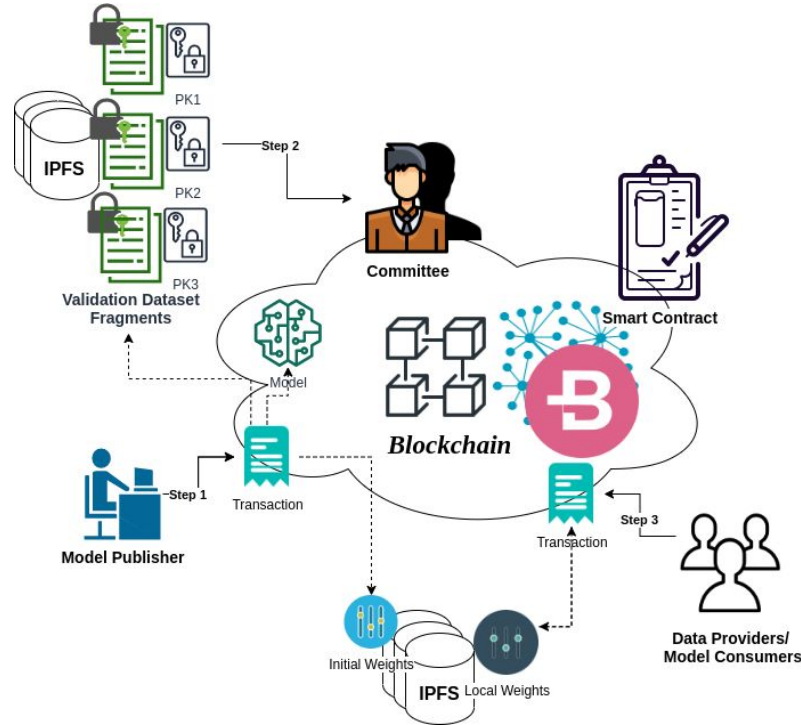 PK1
IPFS
PK2
PK3
Validation Dataset
Fragments
Step 2
Committee
Smart Contract
Model
Blockchain
B
Step 1
Transaction
Model Publisher
Transaction
Step 3
Data Providers/
Model Consumers
Initial Weights
IPFS
Local Weights